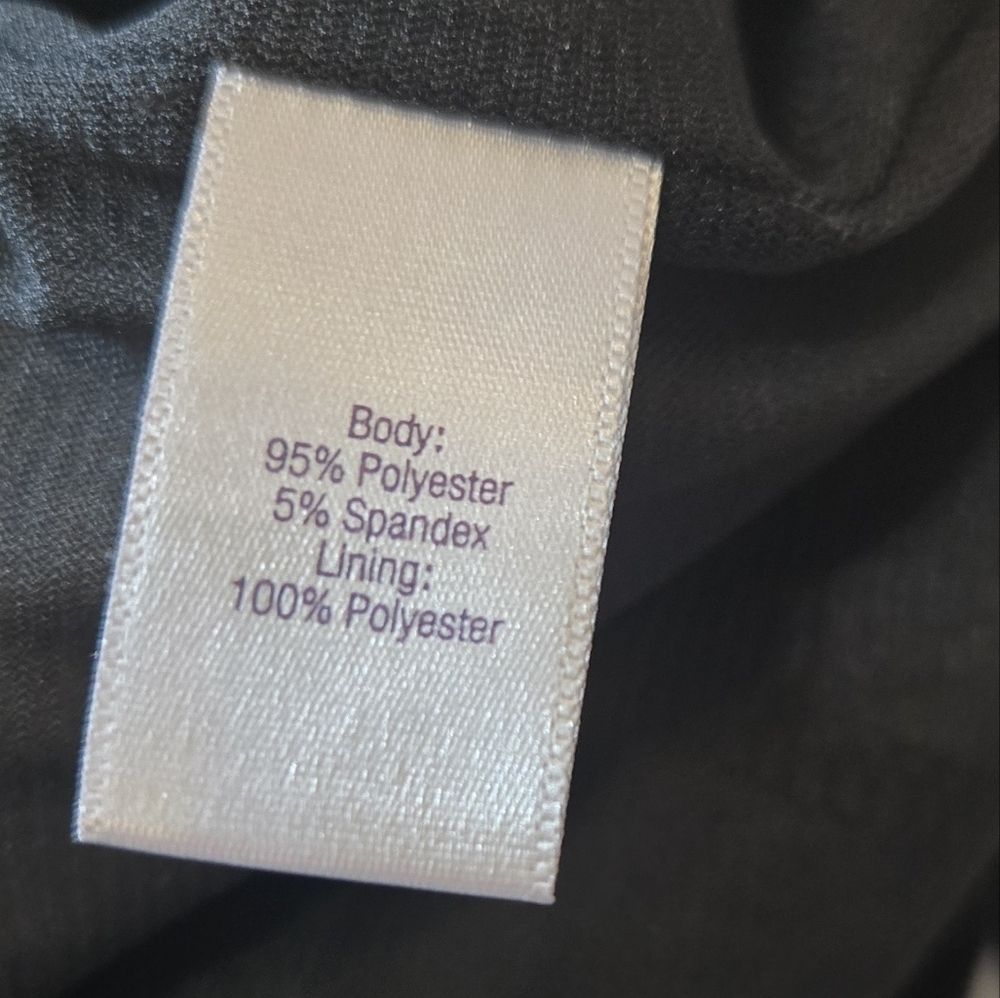 Body:
95% Polyester
5% Spandex
Lining:
100% Polyester